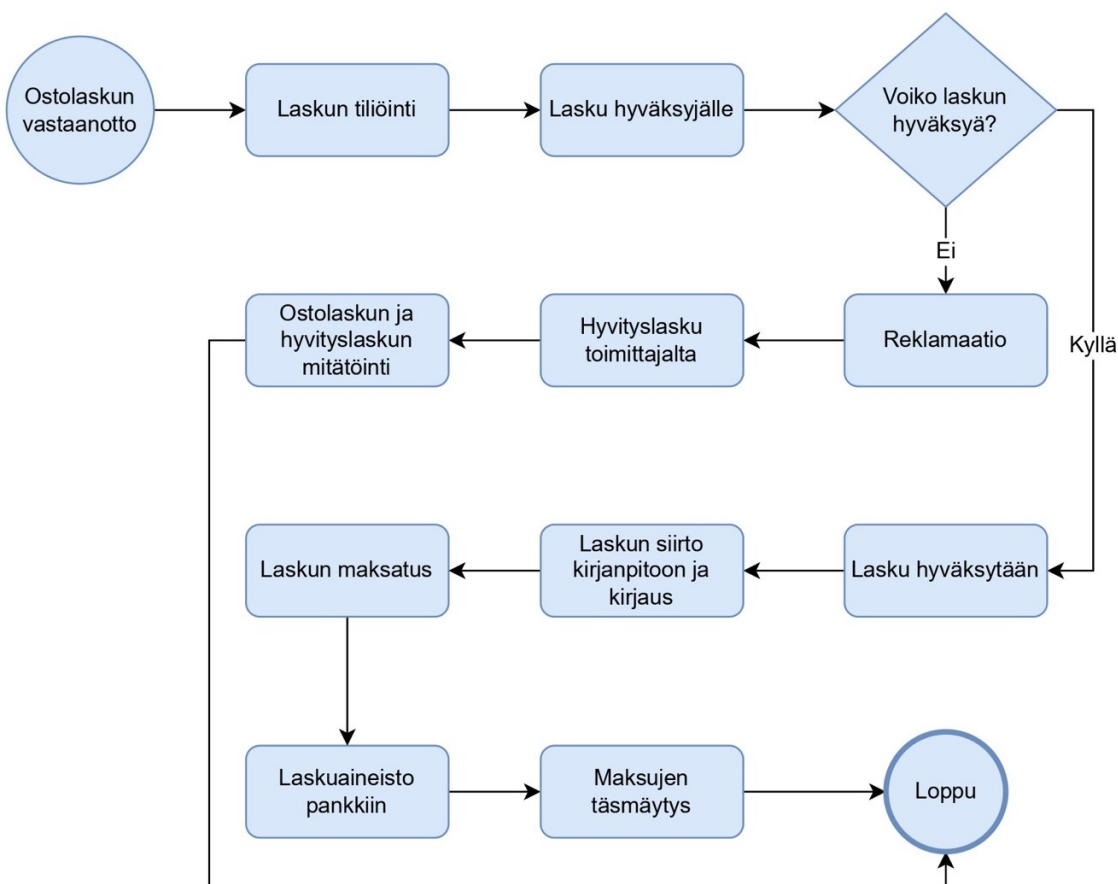 Ostolaskun
vastaanotto
Laskun tiliöinti
Lasku hyväksyjälle
Voiko laskun
hyväksyä?
Ei
Kyllä
Reklamaatio
Hyvityslasku
toimittajalta
Ostolaskun ja
hyvityslaskun
mitätöinti
Lasku hyväksytään
Laskun siirto
kirjanpitoon ja
kirjaus
Laskun maksatus
Laskuaineisto
pankkiin
Maksujen
täsmäytys
Loppu